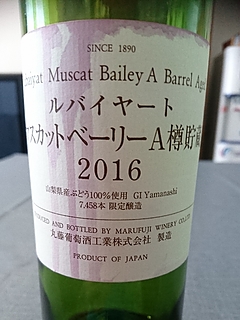 SINCE 1890
Muscat Bailey A Barrel
ルバイヤート
スカットベーリーA樽貯
2016
山梨県産ぶどう100%使用 GI Yamanashi
7,458本 限定醸造
AND BOTTLED BY MARUFUJI WINERY CO.,LTD
丸藤葡萄酒工業株式会社 製造
PRODUCT OF JAPAN